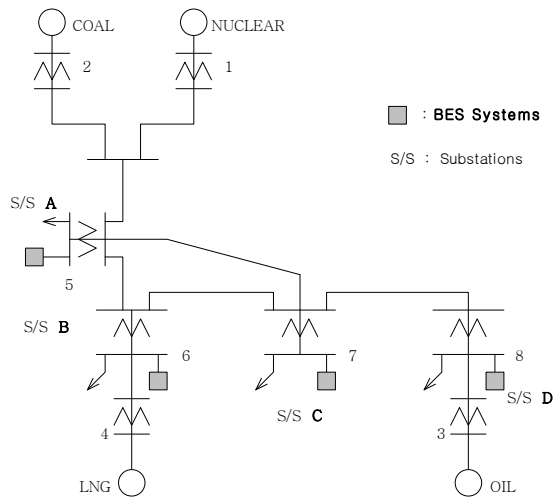 COAL
NUCLEAR
2
1
: BES Systems
S/S : Substations
S/S A
5
S/S B
6
7
8
S/S C
S/S D
4
3
LNG
OIL